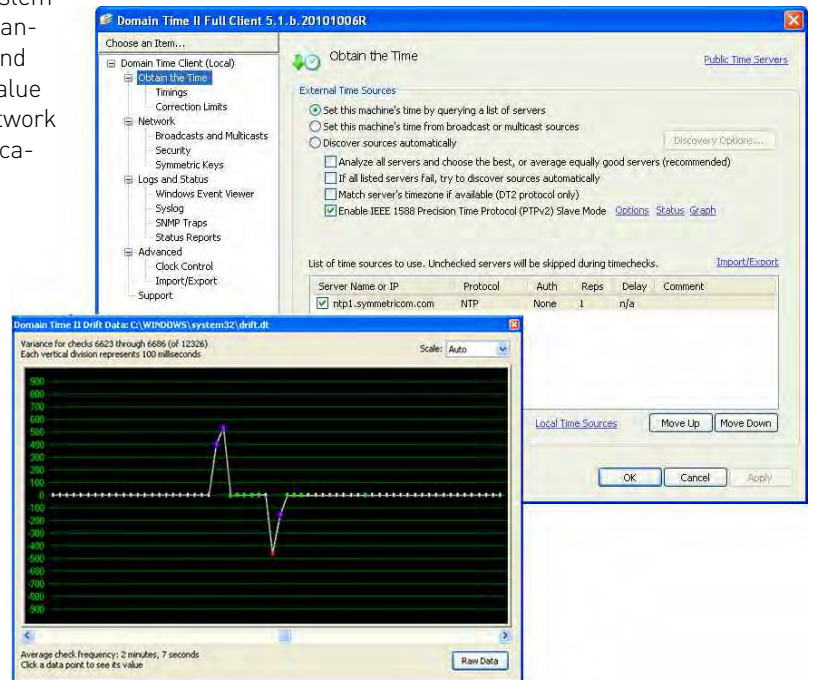 stem
an-
nd
alue
twork
ca-
Domain Time II Full Client 5.1.b.20101006R
Choose an Item...
Domain Time Client (Local)
Obtain the Time
Timings
Correction Limits
Network
Broadcasts and Multicasts
Security
Symmetric Keys
Logs and Status
Windows Event Viewer
Syslog
SNMP Traps
Status Reports
Advanced
Clock Control
Import/Export
Support
Obtain the Time
Public Time Servers
External Time Sources
Set this machine's time by querying a list of servers
Set this machine's time from broadcast or multicast sources
Discover sources automatically
Discovery Options...
Analyze all servers and choose the best, or average equally good servers (recommended)
If all listed servers fail, try to discover sources automatically
Match server's timezone if available (DT2 protocol only)
Enable IEEE 1588 Precision Time Protocol (PTPv2) Slave Mode Options Status Graph
List of time sources to use. Unchecked servers will be skipped during timechecks. Import/Export
Server Name or IP Protocol Auth Reps Delay Comment
ntp1.symmetricom.com NTP None 1 n/a
Local Time Sources Move Up Move Down
OK Cancel Apply
Domain Time II Drift Data: C:\WINDOWS\system32\drift.dt
Variance for checks 6623 through 6686 (of 12326)
Each vertical division represents 100 milliseconds
Scale: Auto
900
800
700
600
500
400
300
200
100
0
-100
-200
-300
-400
-500
-600
-700
-800
-900
Average check frequency: 2 minutes, 7 seconds
Click a data point to see its value
Raw Data